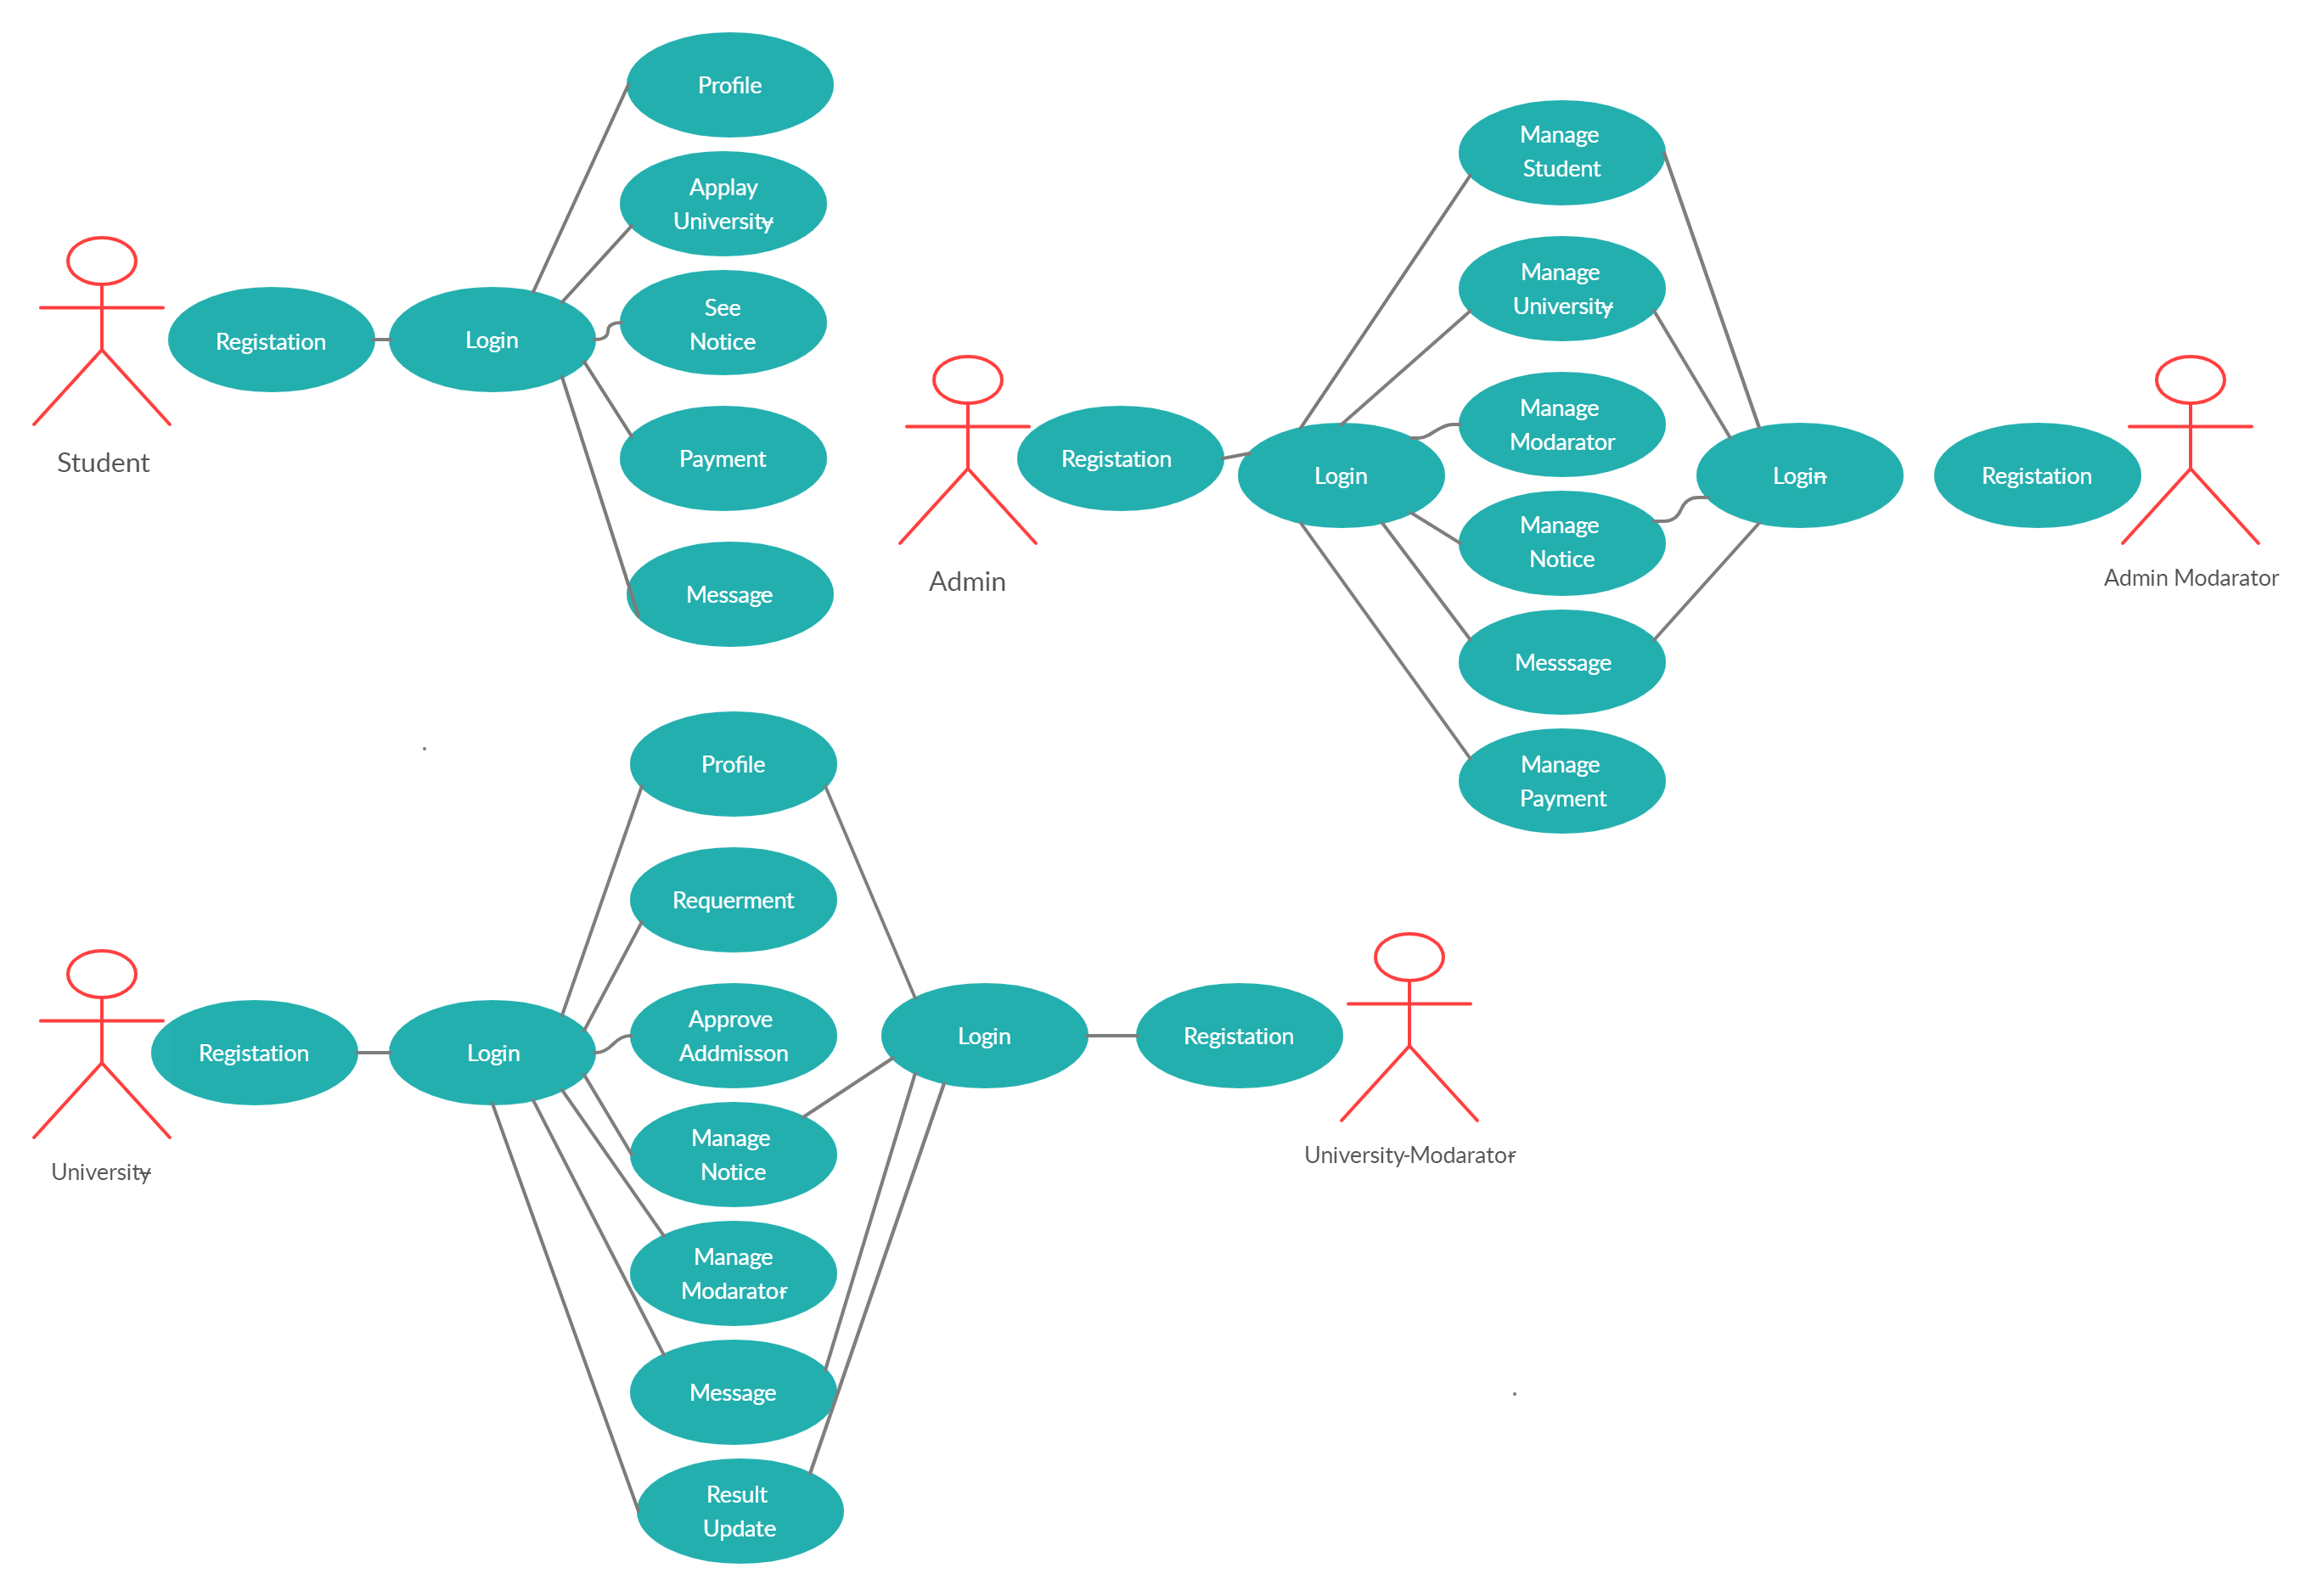 Profile
Applay
University
See
Notice
Registation
Login
Payment
Message
Student
Manage
Student
Manage
University
Manage
Modarator
Registation
Login
Manage
Notice
Messsage
Manage
Payment
Admin
Login
Registation
Admin Modarator
Profile
Requerment
Approve
Addmisson
Registation
Login
Manage
Notice
Manage
Modarator
Message
Result
Update
University
Login
Registation
University-Modarator